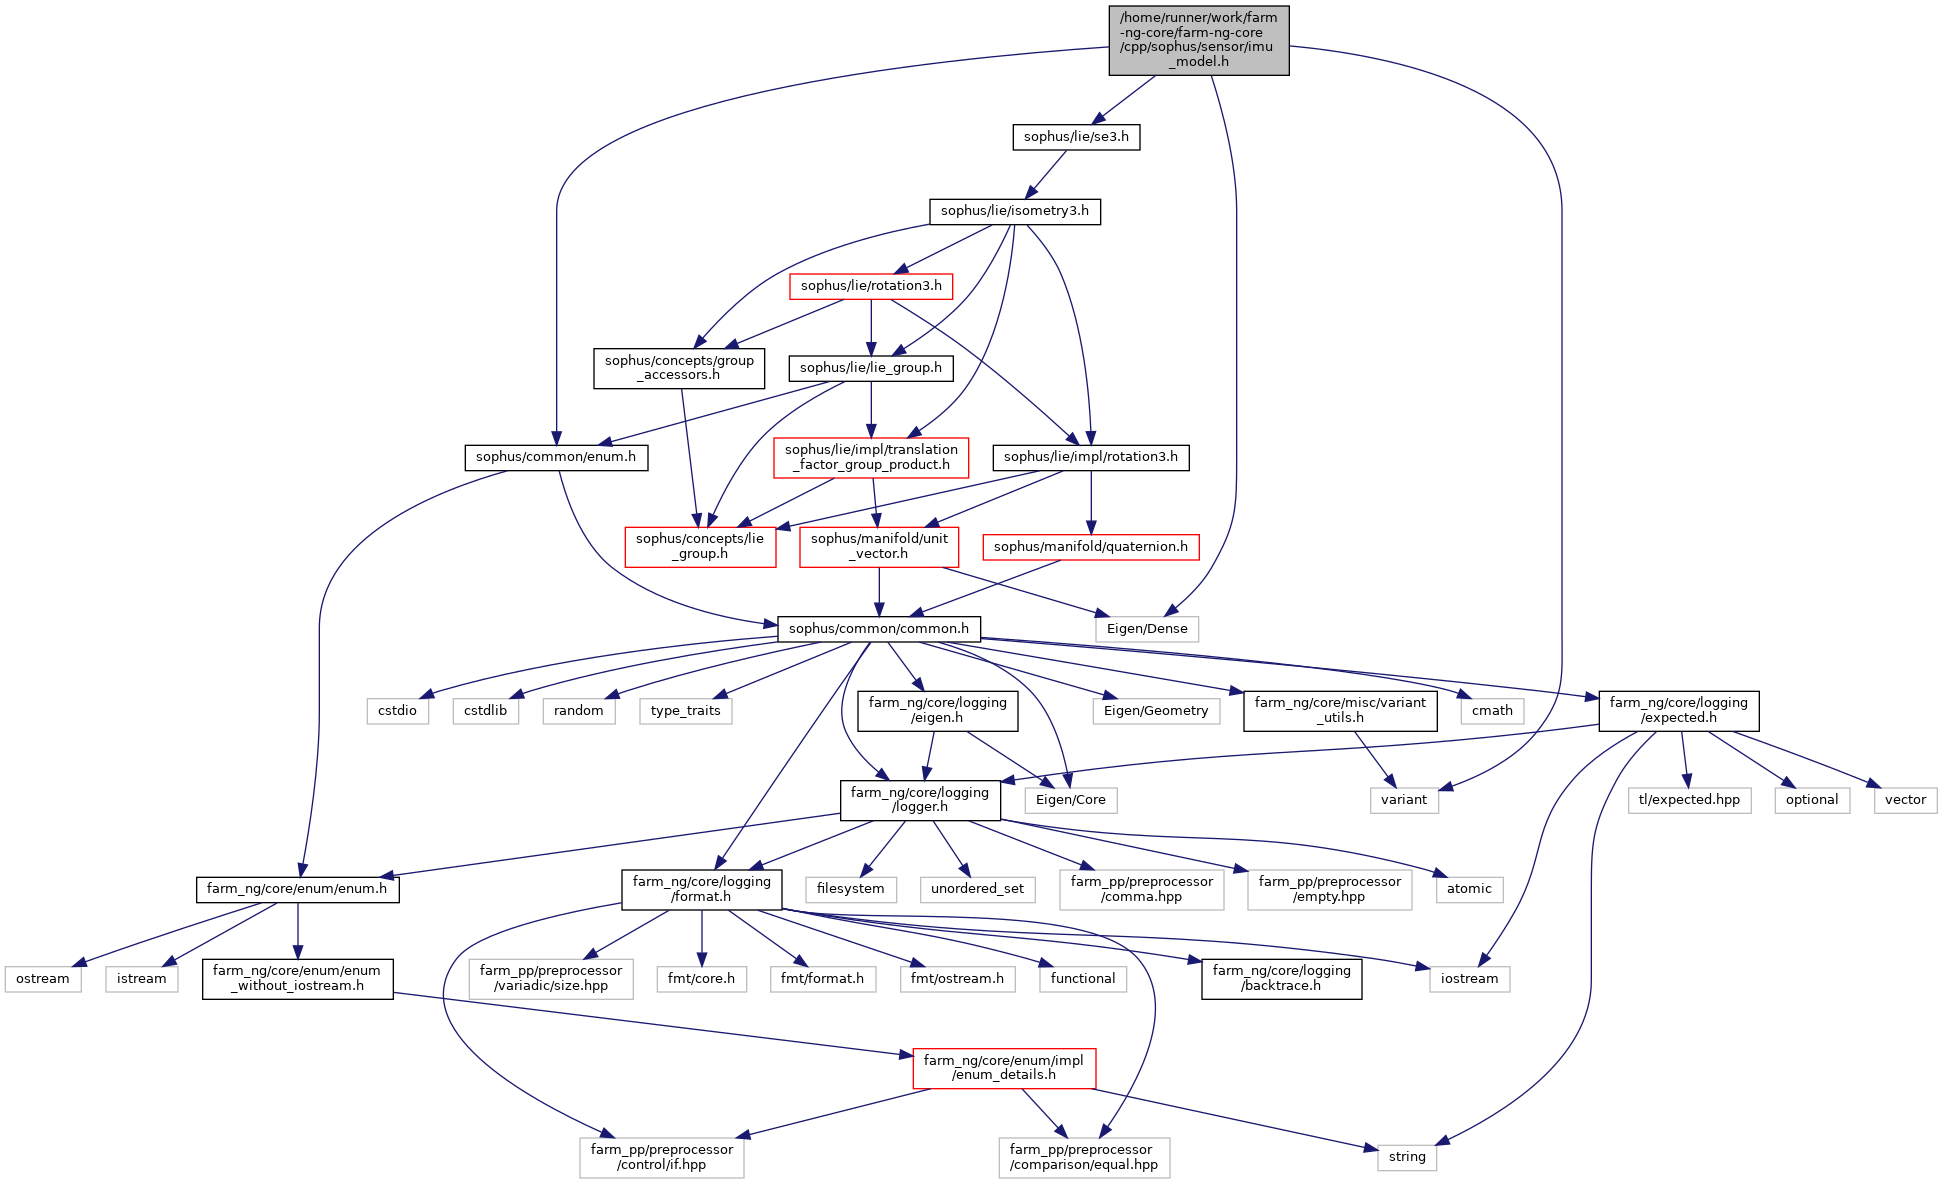 /home/runner/work/farm
-ng-core/farm-ng-core
/cpp/sophus/sensor/imu
_model.h
sophus/lie/se3.h
sophus/lie/isometry3.h
sophus/lie/rotation3.h
sophus/concepts/group
_accessors.h
sophus/lie/lie_group.h
sophus/common/enum.h
sophus/lie/impl/translation
_factor_group_product.h
sophus/lie/impl/rotation3.h
sophus/concepts/lie
_group.h
sophus/manifold/unit
_vector.h
sophus/manifold/quaternion.h
sophus/common/common.h
Eigen/Dense
cstdio
cstdlib
random
type_traits
farm_ng/core/logging
/eigen.h
Eigen/Geometry
farm_ng/core/misc/variant
_utils.h
cmath
farm_ng/core/logging
/expected.h
farm_ng/core/logging
/logger.h
Eigen/Core
variant
tl/expected.hpp
optional
vector
farm_ng/core/enum/enum.h
farm_ng/core/logging
/format.h
filesystem
unordered_set
farm_pp/preprocessor
/comma.hpp
farm_pp/preprocessor
/empty.hpp
atomic
ostream
istream
farm_ng/core/enum/enum
_without_iostream.h
farm_pp/preprocessor
/variadic/size.hpp
fmt/core.h
fmt/format.h
fmt/ostream.h
functional
farm_ng/core/logging
/backtrace.h
iostream
farm_ng/core/enum/impl
/enum_details.h
farm_pp/preprocessor
/control/if.hpp
farm_pp/preprocessor
/comparison/equal.hpp
string